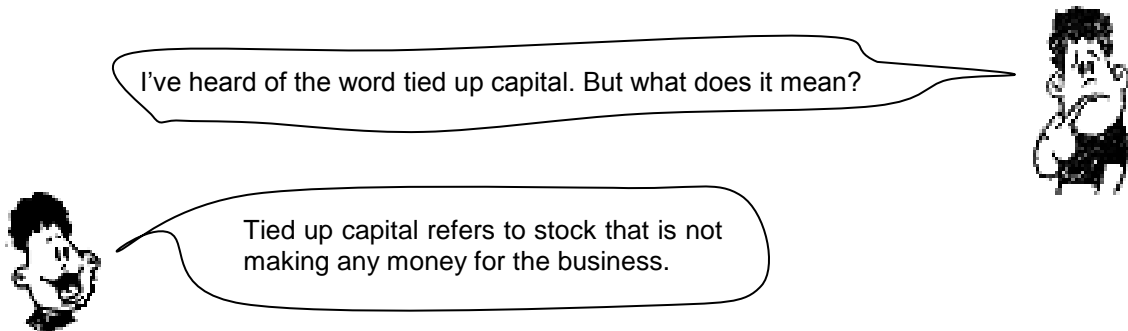 I've heard of the word tied up capital. But what does it mean?
Tied up capital refers to stock that is not
making any money for the business.